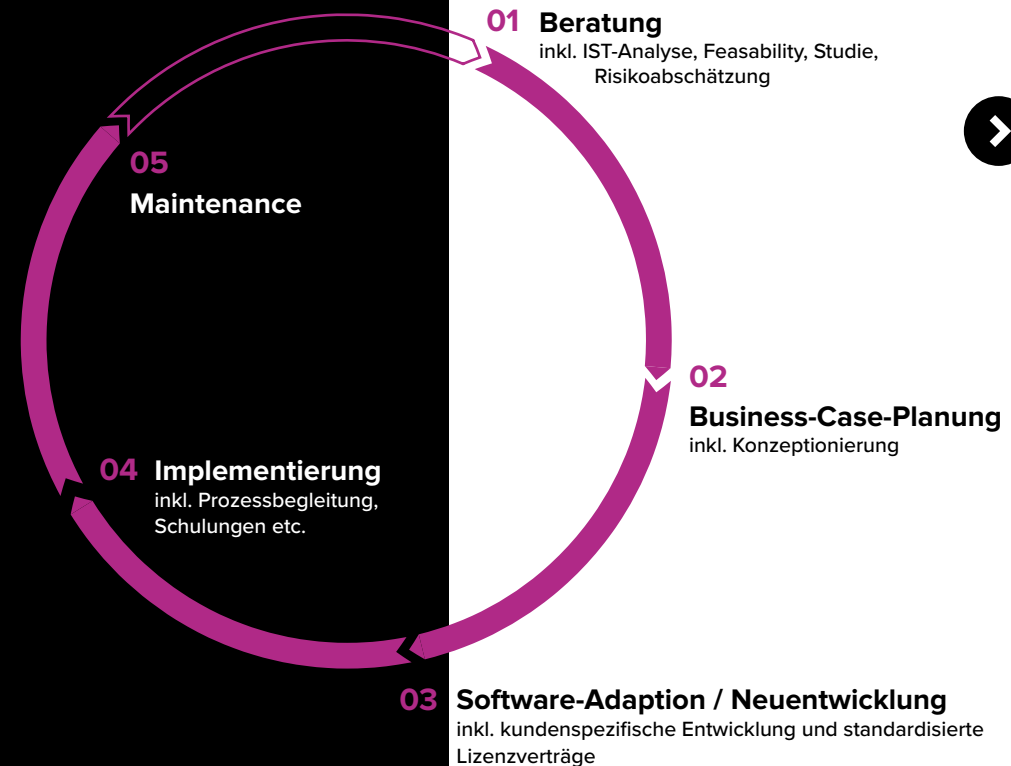 01 Beratung
inkl. IST-Analyse, Feasability, Studie,
Risikoabschätzung
02
Business-Case-Planung
inkl. Konzeptionierung
03 Software-Adaption / Neuentwicklung
inkl. kundenspezifische Entwicklung und standardisierte
Lizenzverträge
04 Implementierung
inkl. Prozessbegleitung,
Schulungen etc.
05
Maintenance